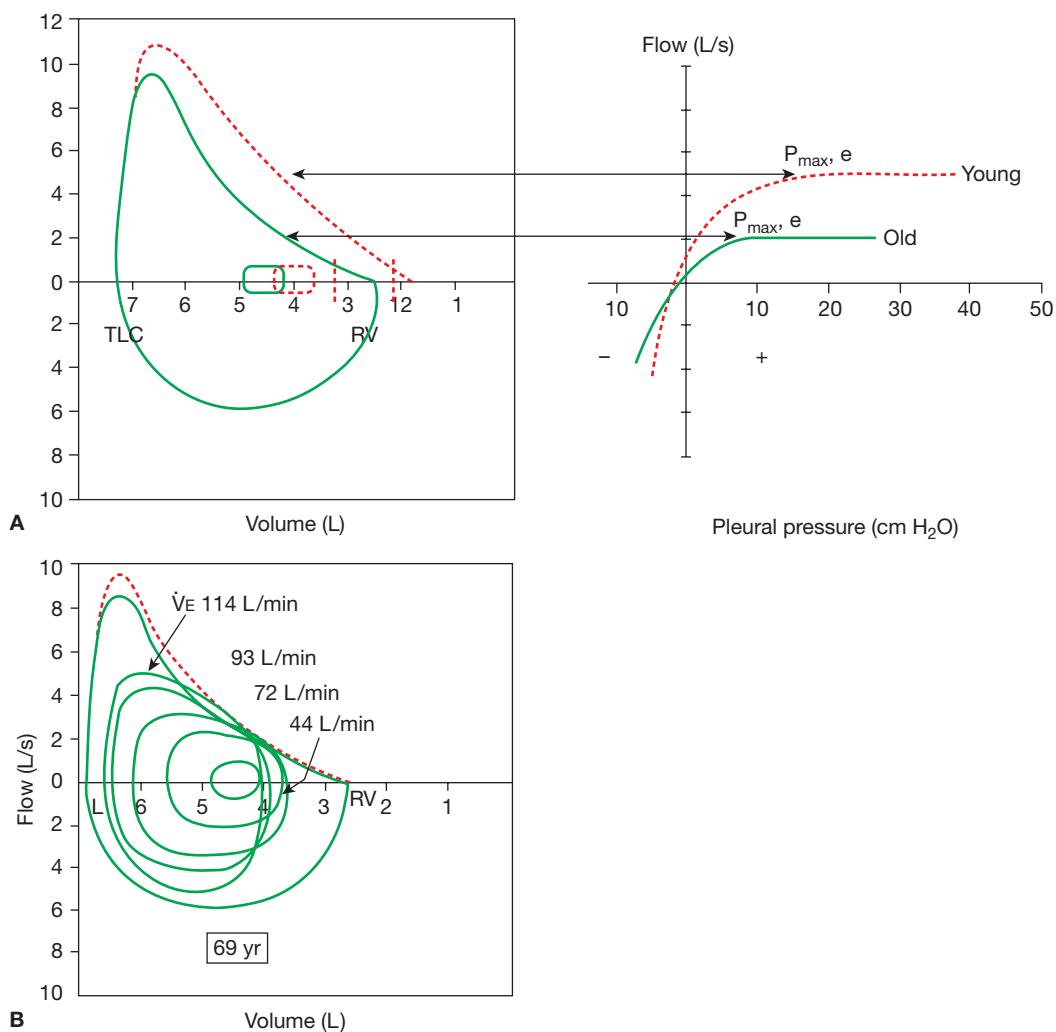 12
10
8
6
4
2
0
2
4
6
8
10
7 6 5 4 3 2 1
TLC RV
A
Volume (L)
Flow (L/s)
Pmax, e
Young
Pmax, e
Old
10 0 10 20 30 40 50
− +
Pleural pressure (cm H2O)
10
8
6
4
2
0
2
4
6
8
10
Flow (L/s)
V̇E 114 L/min
93 L/min
72 L/min
44 L/min
L 6 5 4 3 RV 2 1
69 yr
B
Volume (L)